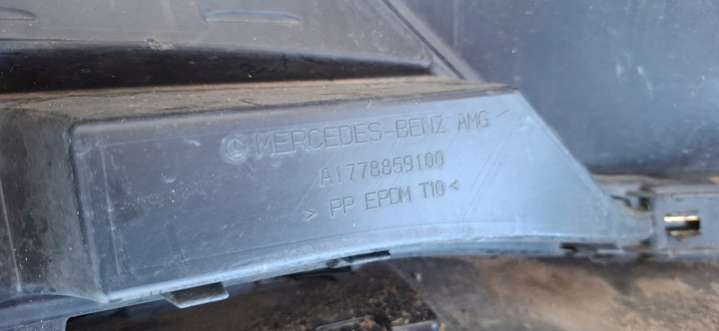 © MERCEDES-BENZ AMG
A1778859100
> PP EPDM T10 <